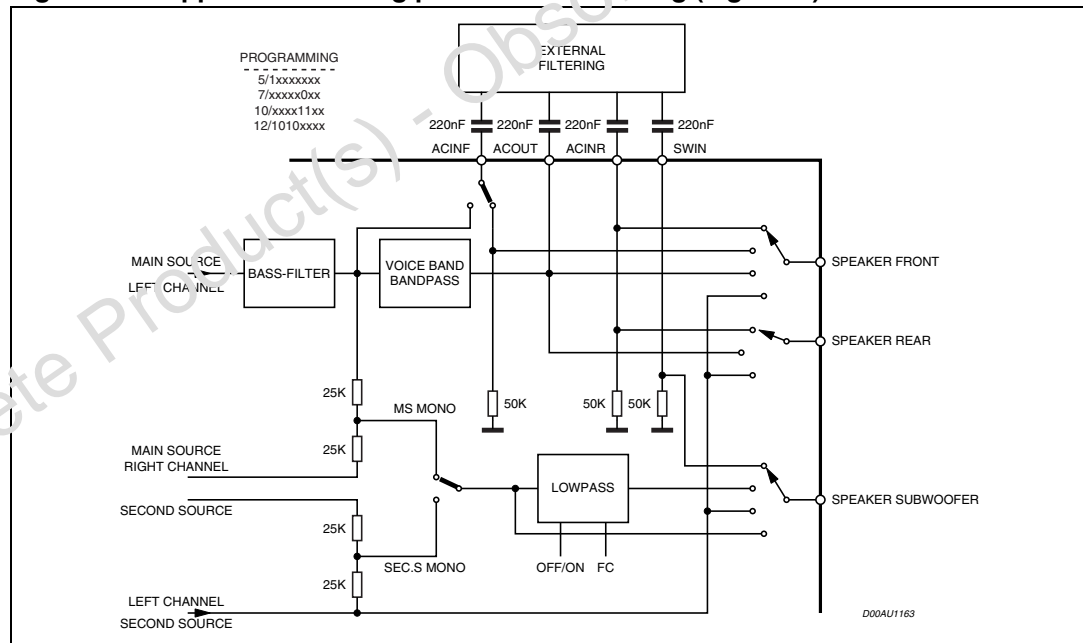 PROGRAMMING
5/1xxxxxxx
7/xxxxx0xx
10/xxxx11xx
12/1010xxxx
EXTERNAL
FILTERING
220nF 220nF 220nF 220nF
ACINF ACOUT ACINR SWIN
MAIN SOURCE
LEFT CHANNEL
BASS-FILTER
VOICE BAND
BANDPASS
SPEAKER FRONT
SPEAKER REAR
25K
MS MONO
50K 50K 50K
25K
MAIN SOURCE
RIGHT CHANNEL
SECOND SOURCE
LOWPASS
SPEAKER SUBWOOFER
25K
SEC.S MONO
OFF/ON FC
25K
LEFT CHANNEL
SECOND SOURCE
D00AU1163
ete Product(s) - Obso